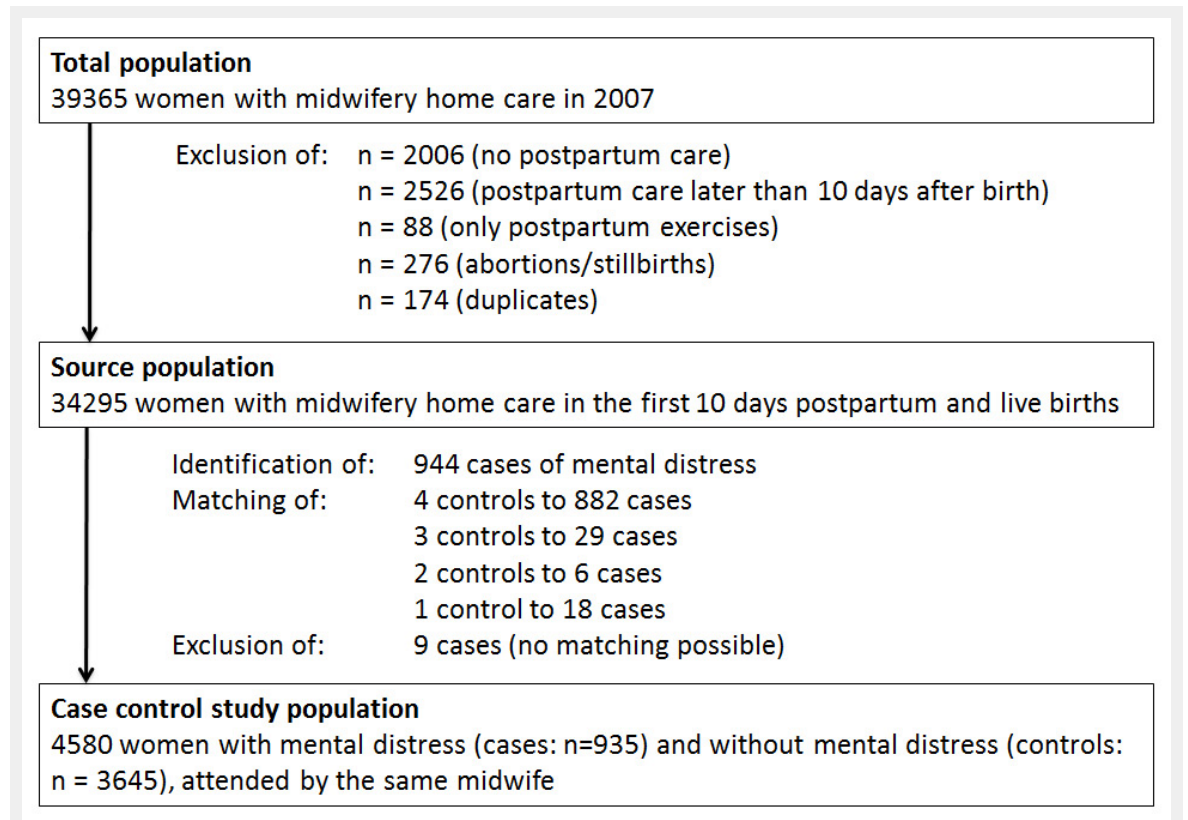 Total population
39365 women with midwifery home care in 2007
Exclusion of: n = 2006 (no postpartum care)
n = 2526 (postpartum care later than 10 days after birth)
n = 88 (only postpartum exercises)
n = 276 (abortions/stillbirths)
n = 174 (duplicates)
Source population
34295 women with midwifery home care in the first 10 days postpartum and live births
Identification of: 944 cases of mental distress
Matching of: 4 controls to 882 cases
3 controls to 29 cases
2 controls to 6 cases
1 control to 18 cases
Exclusion of: 9 cases (no matching possible)
Case control study population
4580 women with mental distress (cases: n=935) and without mental distress (controls:
n = 3645), attended by the same midwife